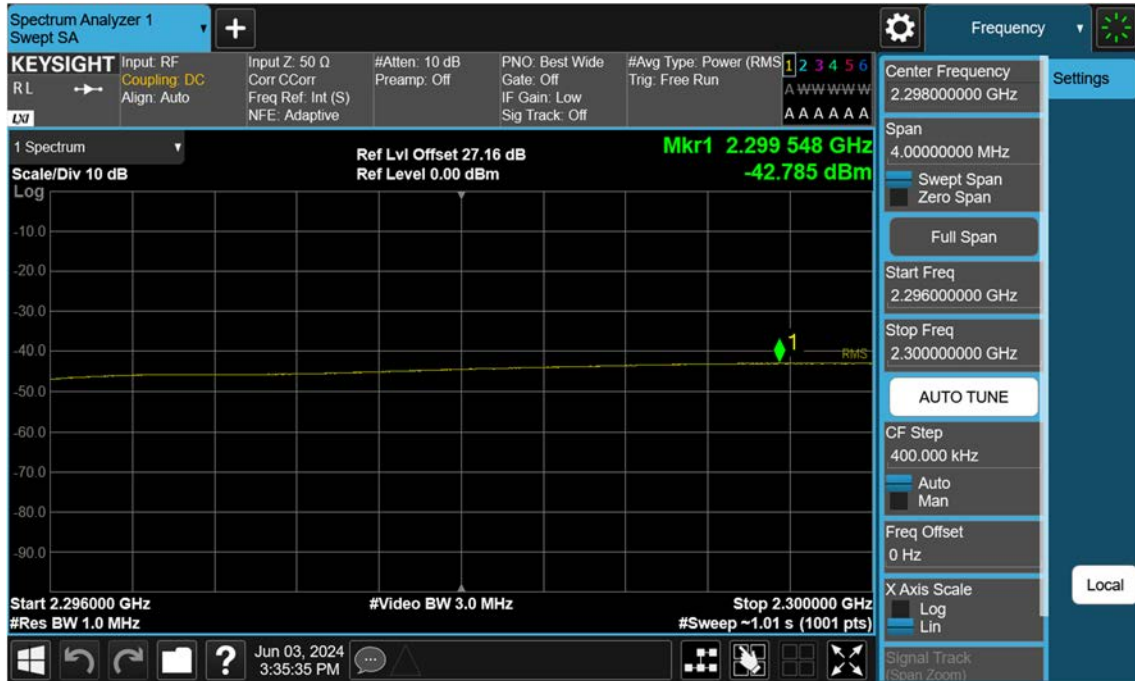 Spectrum Analyzer 1
Swept SA
Frequency
KEYSIGHT
R L
LXI
Input: RF
Coupling: DC
Align: Auto
Input Z: 50 Ω
Corr CCorr
Freq Ref: Int (S)
NFE: Adaptive
#Atten: 10 dB
Preamp: Off
PNO: Best Wide
Gate: Off
IF Gain: Low
Sig Track: Off
#Avg Type: Power (RMS
Trig: Free Run
1 2 3 4 5 6
A W W W W W
A A A A A A
1 Spectrum
Scale/Div 10 dB
Ref Lvl Offset 27.16 dB
Ref Level 0.00 dBm
Mkr1 2.299 548 GHz
-42.785 dBm
Log
-10.0
-20.0
-30.0
-40.0
-50.0
-60.0
-70.0
-80.0
-90.0
1
RMS
Start 2.296000 GHz
#Res BW 1.0 MHz
#Video BW 3.0 MHz
Stop 2.300000 GHz
#Sweep ~1.01 s (1001 pts)
Center Frequency
2.298000000 GHz
Span
4.00000000 MHz
Swept Span
Zero Span
Full Span
Start Freq
2.296000000 GHz
Stop Freq
2.300000000 GHz
AUTO TUNE
CF Step
400.000 kHz
Auto
Man
Freq Offset
0 Hz
X Axis Scale
Log
Lin
Signal Track
(Span Zoom)
Settings
Local
?
Jun 03, 2024
3:35:35 PM